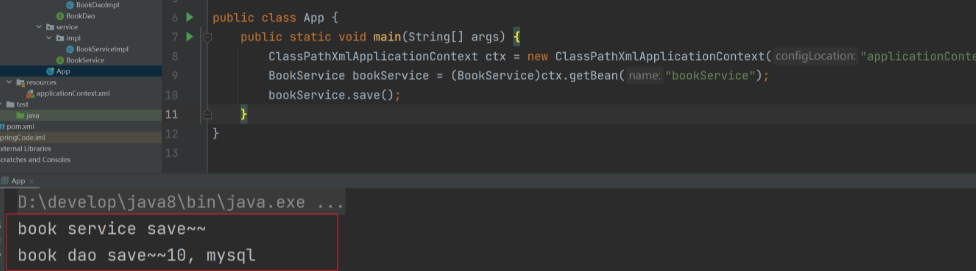 BookDaoImpl
BookDao
service
impl
BookServiceImpl
BookService
App
resources
applicationContext.xml
test
java
pom.xml
pringCode.iml
xternal Libraries
cratches and Consoles
6 public class App {
7 public static void main(String[] args) {
8 ClassPathXmlApplicationContext ctx = new ClassPathXmlApplicationContext( configLocation: "applicationConte
9 BookService bookService = (BookService)ctx.getBean( name: "bookService");
10 bookService.save();
11 }
12 }
13
App ×
D:\develop\java8\bin\java.exe ...
book service save~~
book dao save~~10, mysql